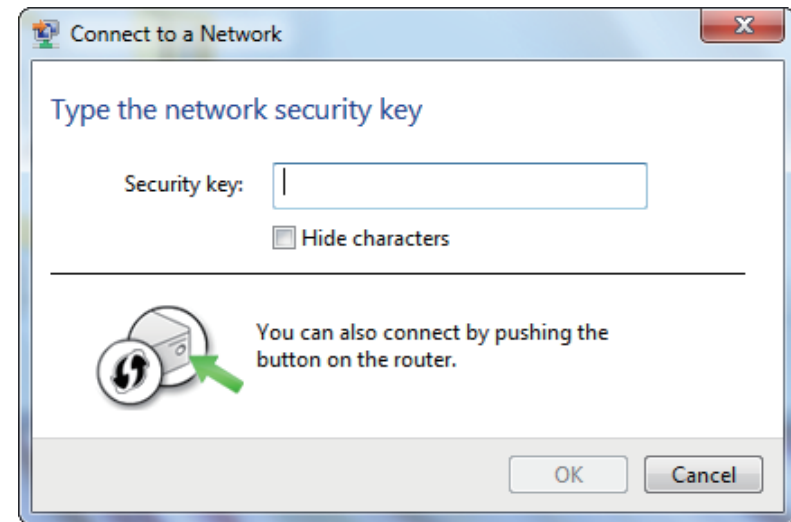 Connect to a Network
Type the network security key
Security key:
Hide characters
You can also connect by pushing the
button on the router.
OK
Cancel